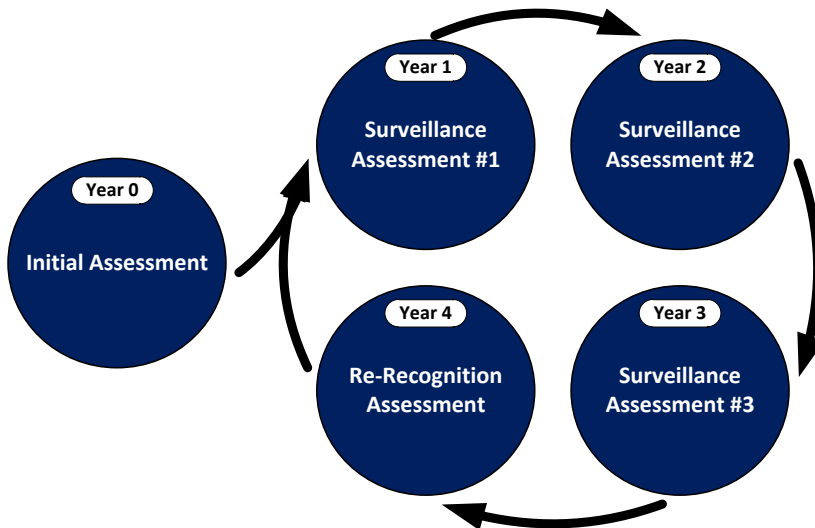 Year 0
Initial Assessment
Year 1
Surveillance
Assessment #1
Year 2
Surveillance
Assessment #2
Year 3
Surveillance
Assessment #3
Year 4
Re-Recognition
Assessment